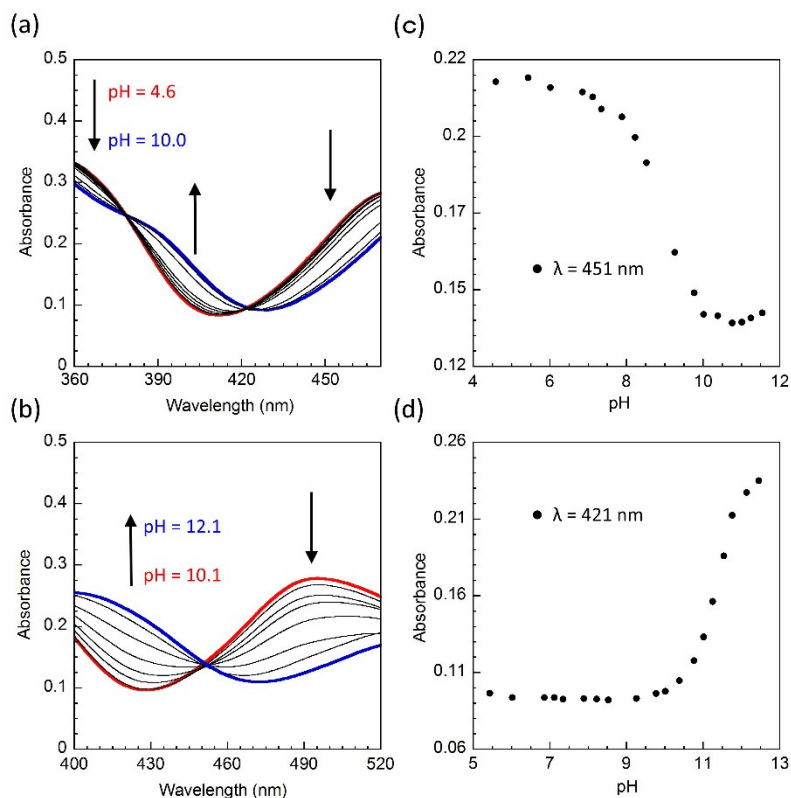 (a)
0.5
0.4
0.3
0.2
0.1
0
Absorbance
pH = 4.6
pH = 10.0
360
390
420
450
Wavelength (nm)
(c)
0.22
0.2
0.17
0.15
0.12
Absorbance
λ = 451 nm
4
6
8
10
12
pH
(b)
0.5
0.4
0.3
0.2
0.1
0
Absorbance
pH = 12.1
pH = 10.1
400
430
460
490
520
Wavelength (nm)
(d)
0.26
0.22
0.16
0.09
0.06
Absorbance
λ = 421 nm
5
7
9
11
13
pH